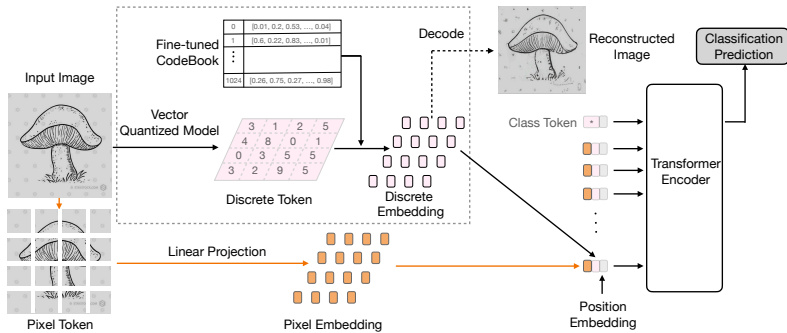 Input Image
Fine-tuned
CodeBook
0 [0.01, 0.2, 0.53, ..., 0.04]
1 [0.6, 0.22, 0.83, ..., 0.01]
1024 [0.26, 0.75, 0.27, ..., 0.98]
Decode
Reconstructed
Image
Classification
Prediction
Vector
Quantized Model
3 1 2 5
4 8 0 1
0 3 5 5
3 2 9 5
Discrete Token
Discrete
Embedding
Class Token
*
Transformer
Encoder
Linear Projection
Pixel Token
Pixel Embedding
Position
Embedding